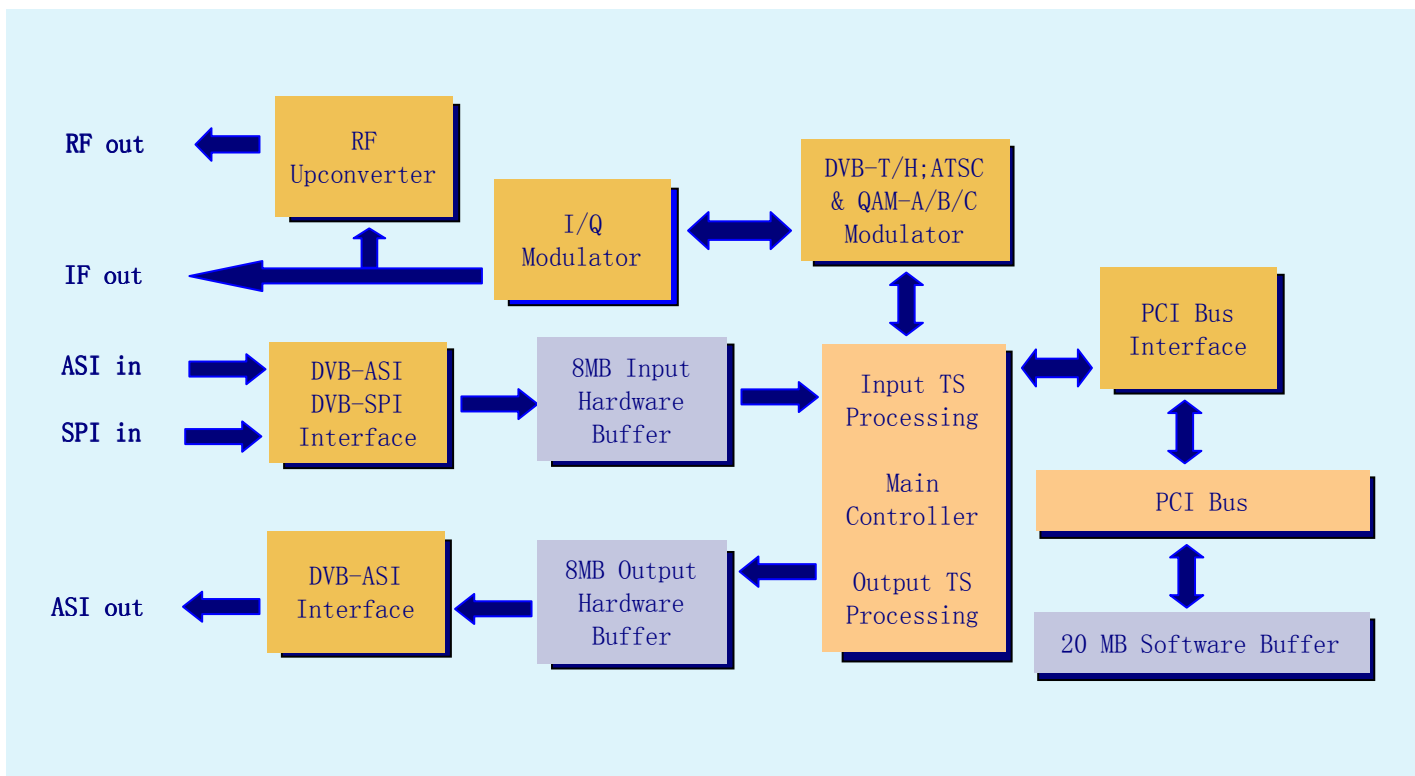 RF out
RF
Upconverter
I/Q
Modulator
DVB-T/H;ATSC
& QAM-A/B/C
Modulator
IF out
PCI Bus
Interface
ASI in
SPI in
DVB-ASI
DVB-SPI
Interface
8MB Input
Hardware
Buffer
Input TS
Processing
Main
Controller
Output TS
Processing
PCI Bus
ASI out
DVB-ASI
Interface
8MB Output
Hardware
Buffer
20 MB Software Buffer